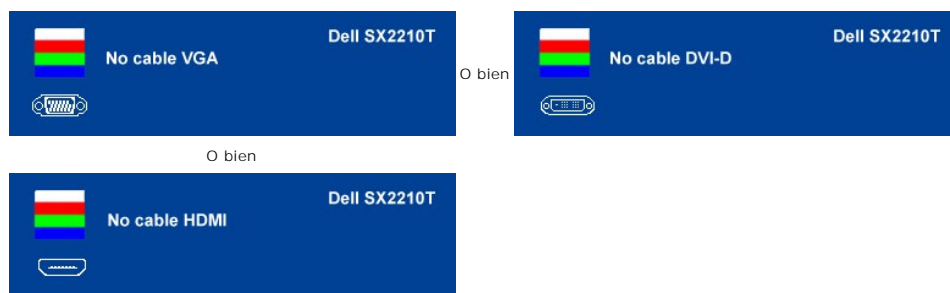 Dell SX2210T
No cable VGA
O bien
Dell SX2210T
No cable DVI-D
O bien
Dell SX2210T
No cable HDMI